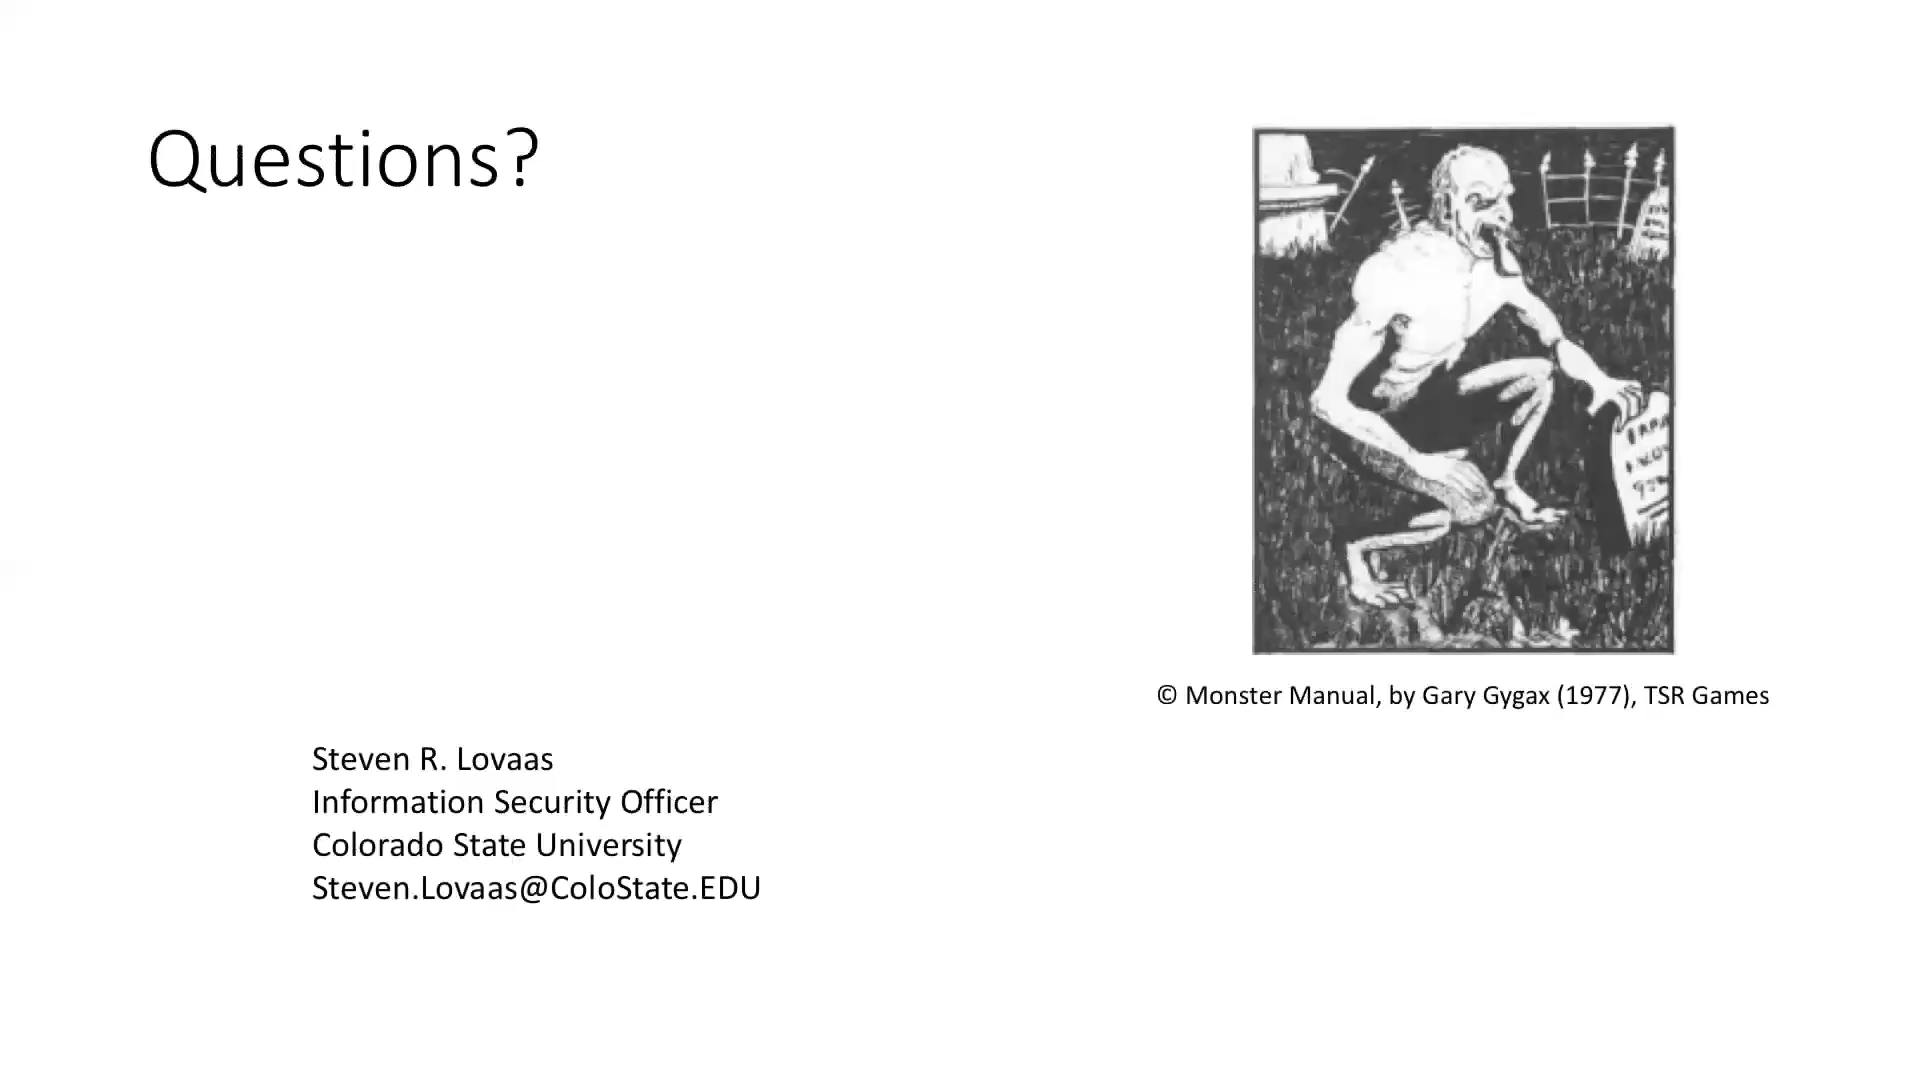 Questions?
© Monster Manual, by Gary Gygax (1977), TSR Games
Steven R. Lovaas
Information Security Officer
Colorado State University
Steven.Lovaas@ColoState.EDU